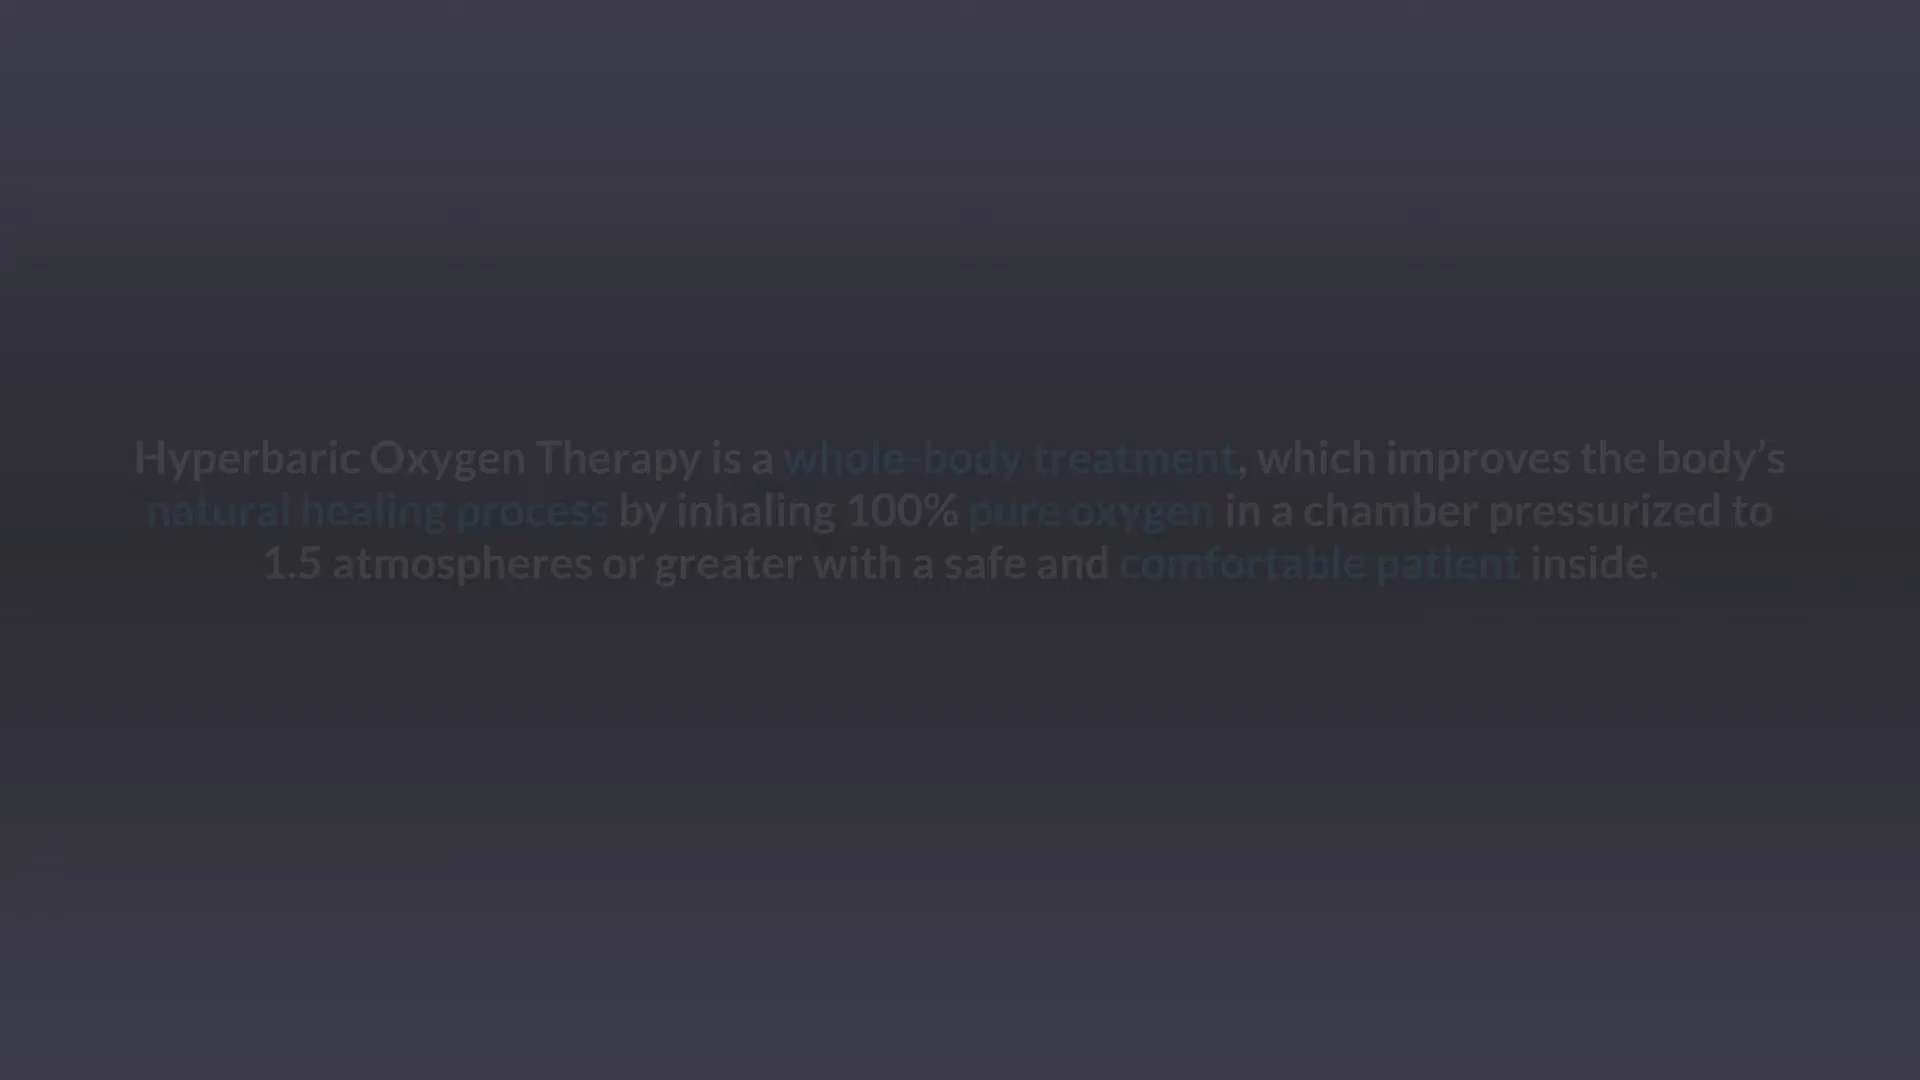 Hyperbaric Oxygen Therapy is a whole-body treatment, which improves the body’s
natural healing process by inhaling 100% pure oxygen in a chamber pressurized to
1.5 atmospheres or greater with a safe and comfortable patient inside.